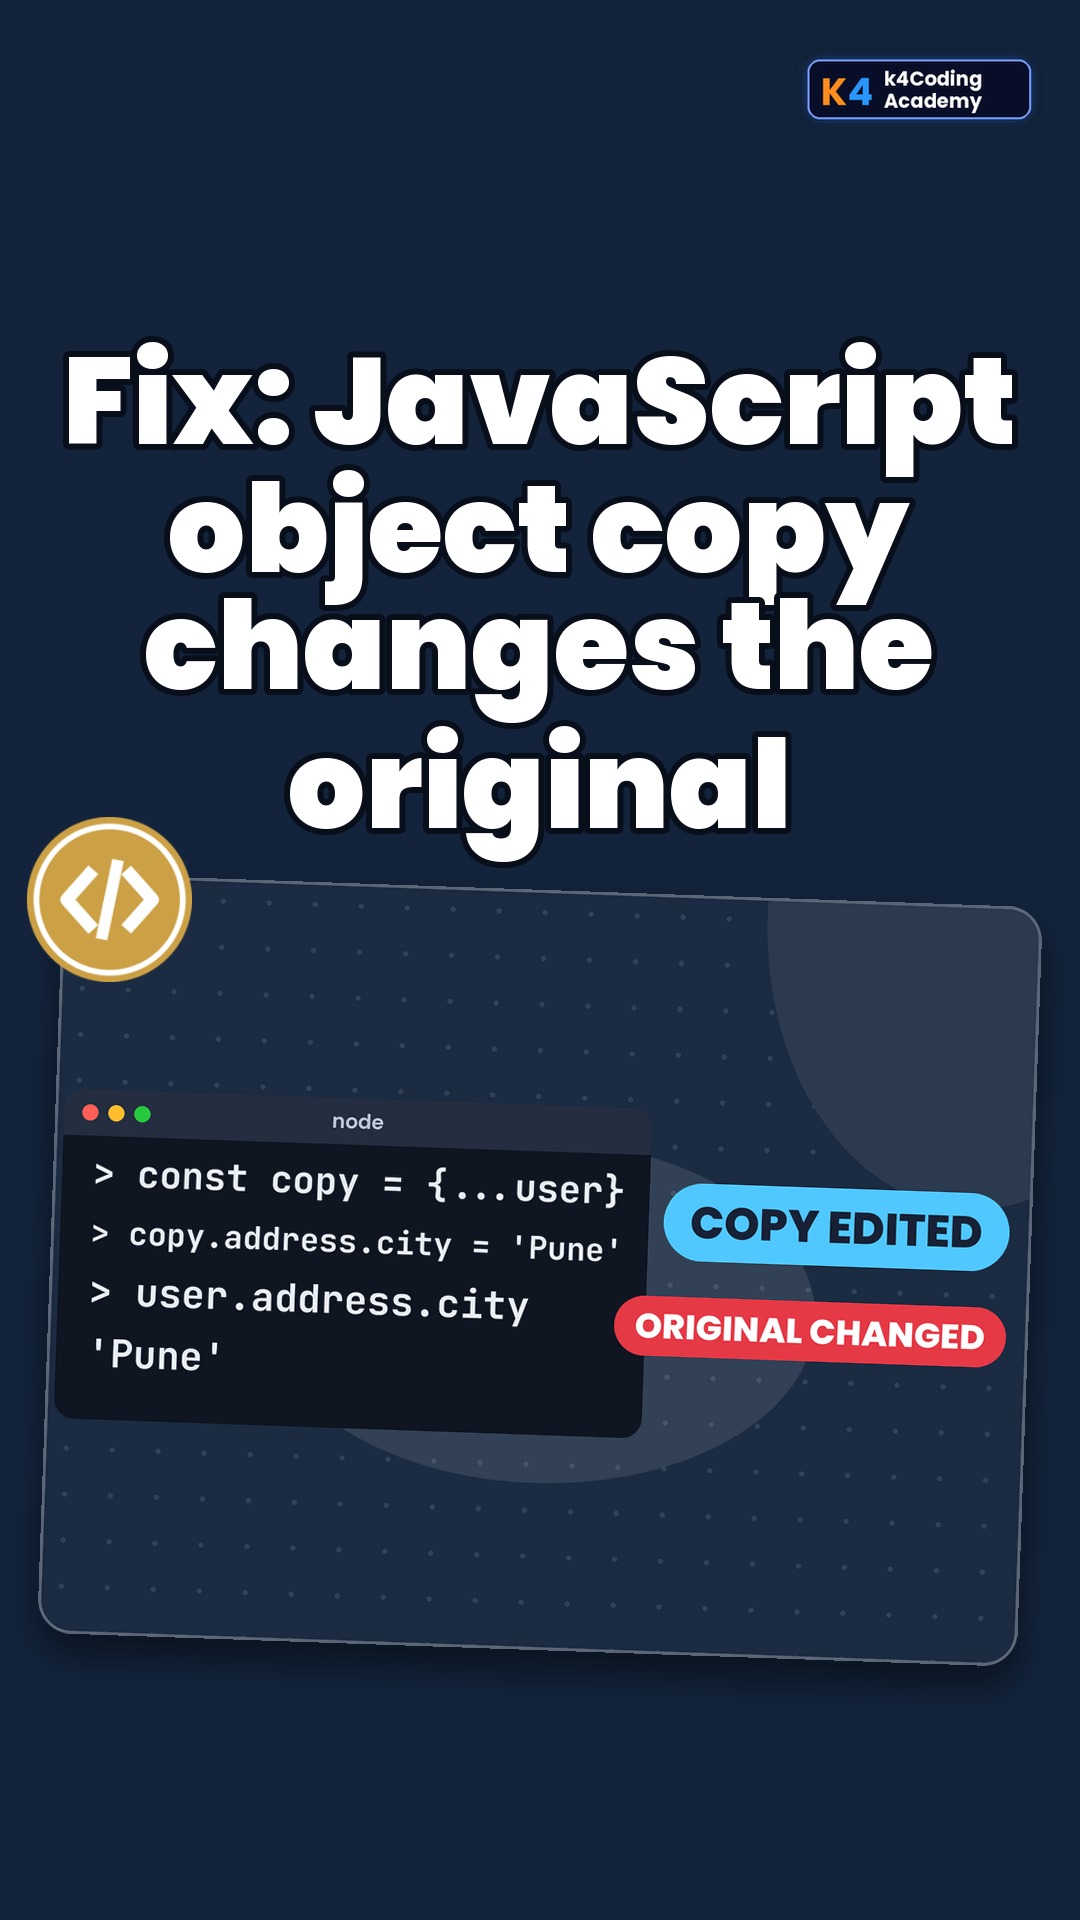 K4 k4Coding
Academy
Fix: JavaScript
object copy
changes the
original
</>
node
> const copy = {...user}
> copy.address.city = 'Pune'
> user.address.city
'Pune'
COPY EDITED
ORIGINAL CHANGED